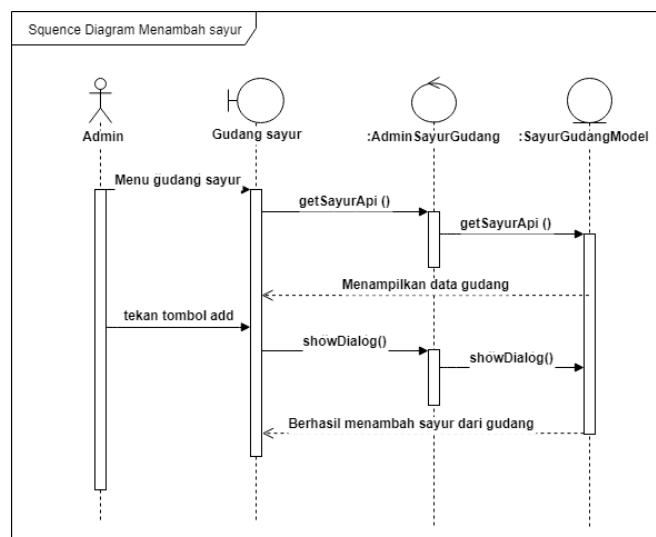 Squence Diagram Menambah sayur
Admin
Gudang sayur
:AdminSayurGudang
:SayurGudangModel
Menu gudang sayur
getSayurApi ()
getSayurApi ()
Menampilkan data gudang
tekan tombol add
showDialog()
showDialog()
Berhasil menambah sayur dari gudang